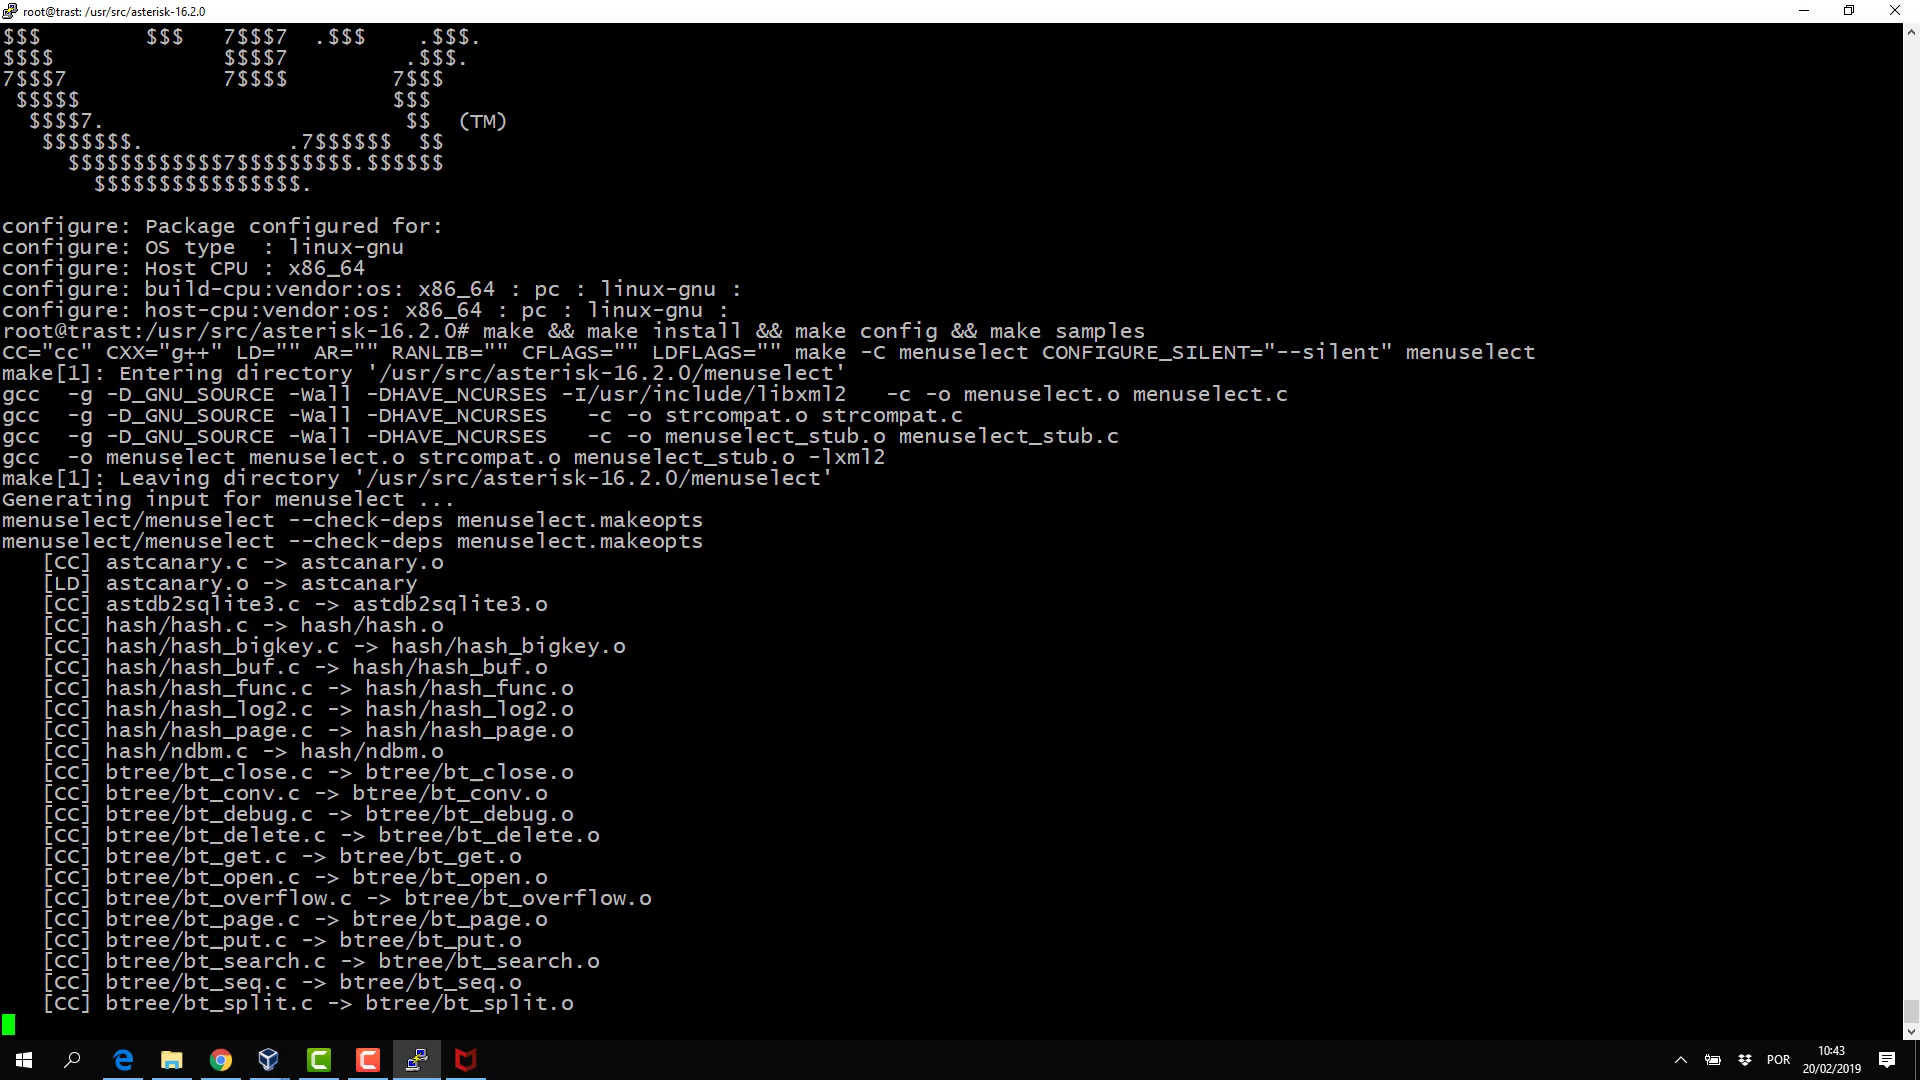 root@trast: /usr/src/asterisk-16.2.0
$$$        $$$   7$$$7  .$$$    .$$$.
$$$$             $$$$7         .$$$.
7$$$7            7$$$$        7$$$
$$$$$                        $$$
$$$$7.                       $$  (TM)
$$$$$$$.           .7$$$$$$  $$
$$$$$$$$$$$$7$$$$$$$$$.$$$$$$
$$$$$$$$$$$$$$$$.
configure: Package configured for:
configure: OS type  : linux-gnu
configure: Host CPU : x86_64
configure: build-cpu:vendor:os: x86_64 : pc : linux-gnu :
configure: host-cpu:vendor:os: x86_64 : pc : linux-gnu :
root@trast:/usr/src/asterisk-16.2.0# make && make install && make config && make samples
CC="cc" CXX="g++" LD="" AR="" RANLIB="" CFLAGS="" LDFLAGS="" make -C menuselect CONFIGURE_SILENT="--silent" menuselect
make[1]: Entering directory '/usr/src/asterisk-16.2.0/menuselect'
gcc  -g -D_GNU_SOURCE -Wall -DHAVE_NCURSES -I/usr/include/libxml2   -c -o menuselect.o menuselect.c
gcc  -g -D_GNU_SOURCE -Wall -DHAVE_NCURSES   -c -o strcompat.o strcompat.c
gcc  -g -D_GNU_SOURCE -Wall -DHAVE_NCURSES   -c -o menuselect_stub.o menuselect_stub.c
gcc  -o menuselect menuselect.o strcompat.o menuselect_stub.o -lxml2
make[1]: Leaving directory '/usr/src/asterisk-16.2.0/menuselect'
Generating input for menuselect ...
menuselect/menuselect --check-deps menuselect.makeopts
menuselect/menuselect --check-deps menuselect.makeopts
[CC] astcanary.c -> astcanary.o
[LD] astcanary.o -> astcanary
[CC] astdb2sqlite3.c -> astdb2sqlite3.o
[CC] hash/hash.c -> hash/hash.o
[CC] hash/hash_bigkey.c -> hash/hash_bigkey.o
[CC] hash/hash_buf.c -> hash/hash_buf.o
[CC] hash/hash_func.c -> hash/hash_func.o
[CC] hash/hash_log2.c -> hash/hash_log2.o
[CC] hash/hash_page.c -> hash/hash_page.o
[CC] hash/ndbm.c -> hash/ndbm.o
[CC] btree/bt_close.c -> btree/bt_close.o
[CC] btree/bt_conv.c -> btree/bt_conv.o
[CC] btree/bt_debug.c -> btree/bt_debug.o
[CC] btree/bt_delete.c -> btree/bt_delete.o
[CC] btree/bt_get.c -> btree/bt_get.o
[CC] btree/bt_open.c -> btree/bt_open.o
[CC] btree/bt_overflow.c -> btree/bt_overflow.o
[CC] btree/bt_page.c -> btree/bt_page.o
[CC] btree/bt_put.c -> btree/bt_put.o
[CC] btree/bt_search.c -> btree/bt_search.o
[CC] btree/bt_seq.c -> btree/bt_seq.o
[CC] btree/bt_split.c -> btree/bt_split.o
POR
10:43
20/02/2019